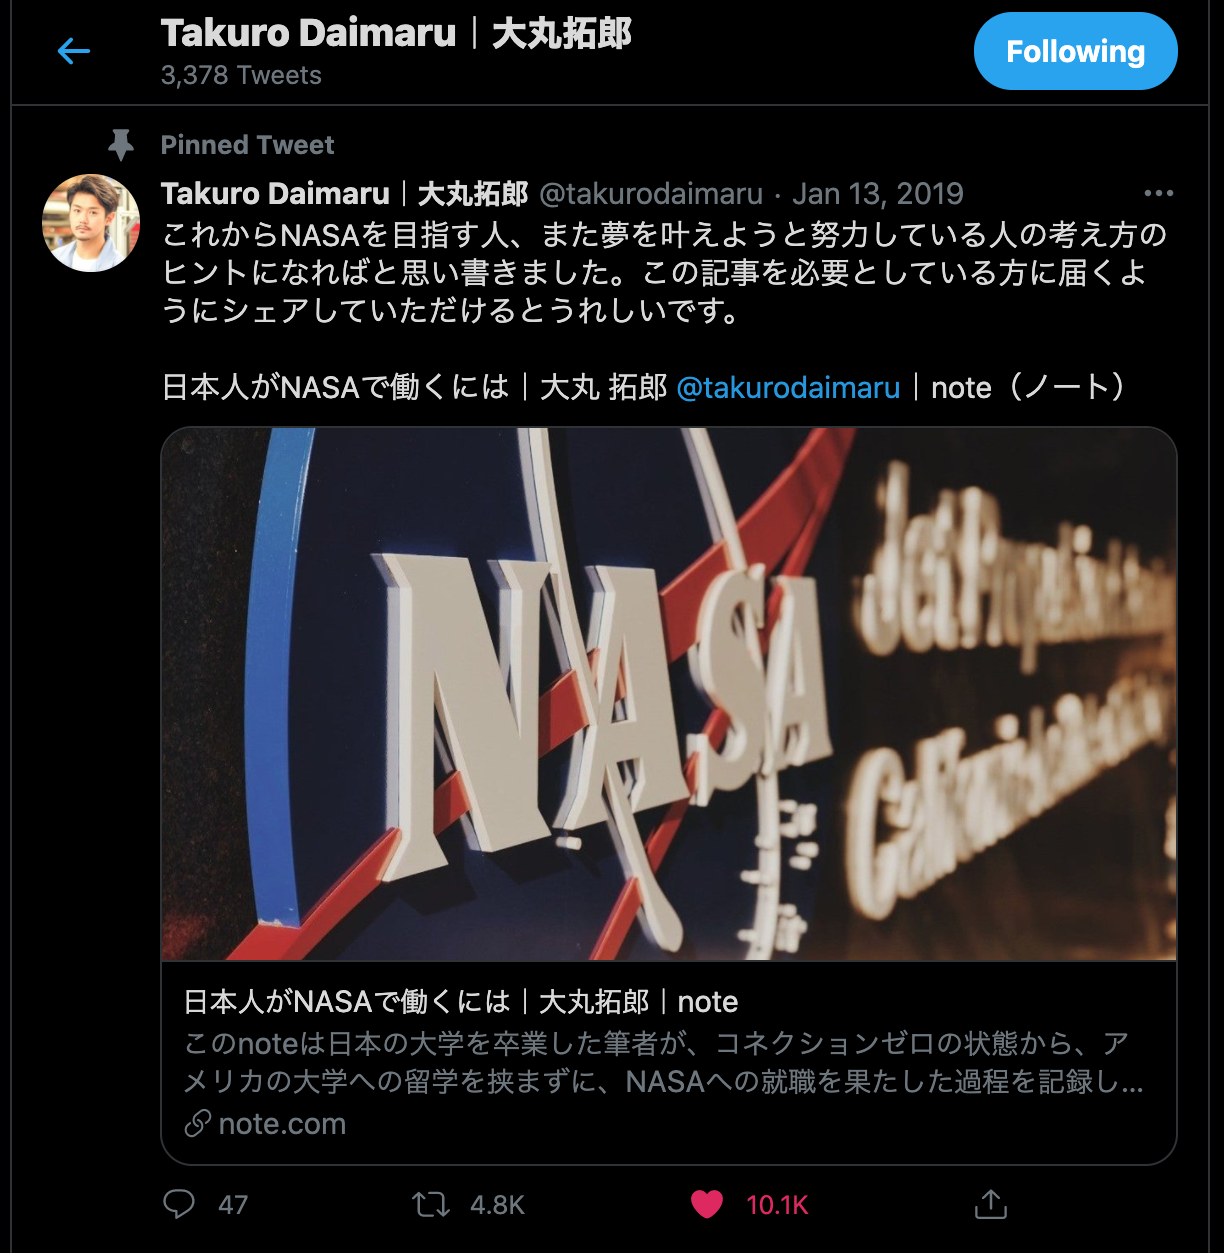 Takuro Daimaru｜大丸拓郎
3,378 Tweets
Following
Pinned Tweet
Takuro Daimaru｜大丸拓郎 @takurodaimaru · Jan 13, 2019
これからNASAを目指す人、また夢を叶えようと努力している人の考え方の
ヒントになればと思い書きました。この記事を必要としている方に届くよ
うにシェアしていただけるとうれしいです。
日本人がNASAで働くには｜大丸 拓郎 @takurodaimaru｜note（ノート）
NASA
Jet Propulsion
California Institute
日本人がNASAで働くには｜大丸拓郎｜note
このnoteは日本の大学を卒業した筆者が、コネクションゼロの状態から、ア
メリカの大学への留学を挟まずに、NASAへの就職を果たした過程を記録し...
note.com
47
4.8K
10.1K